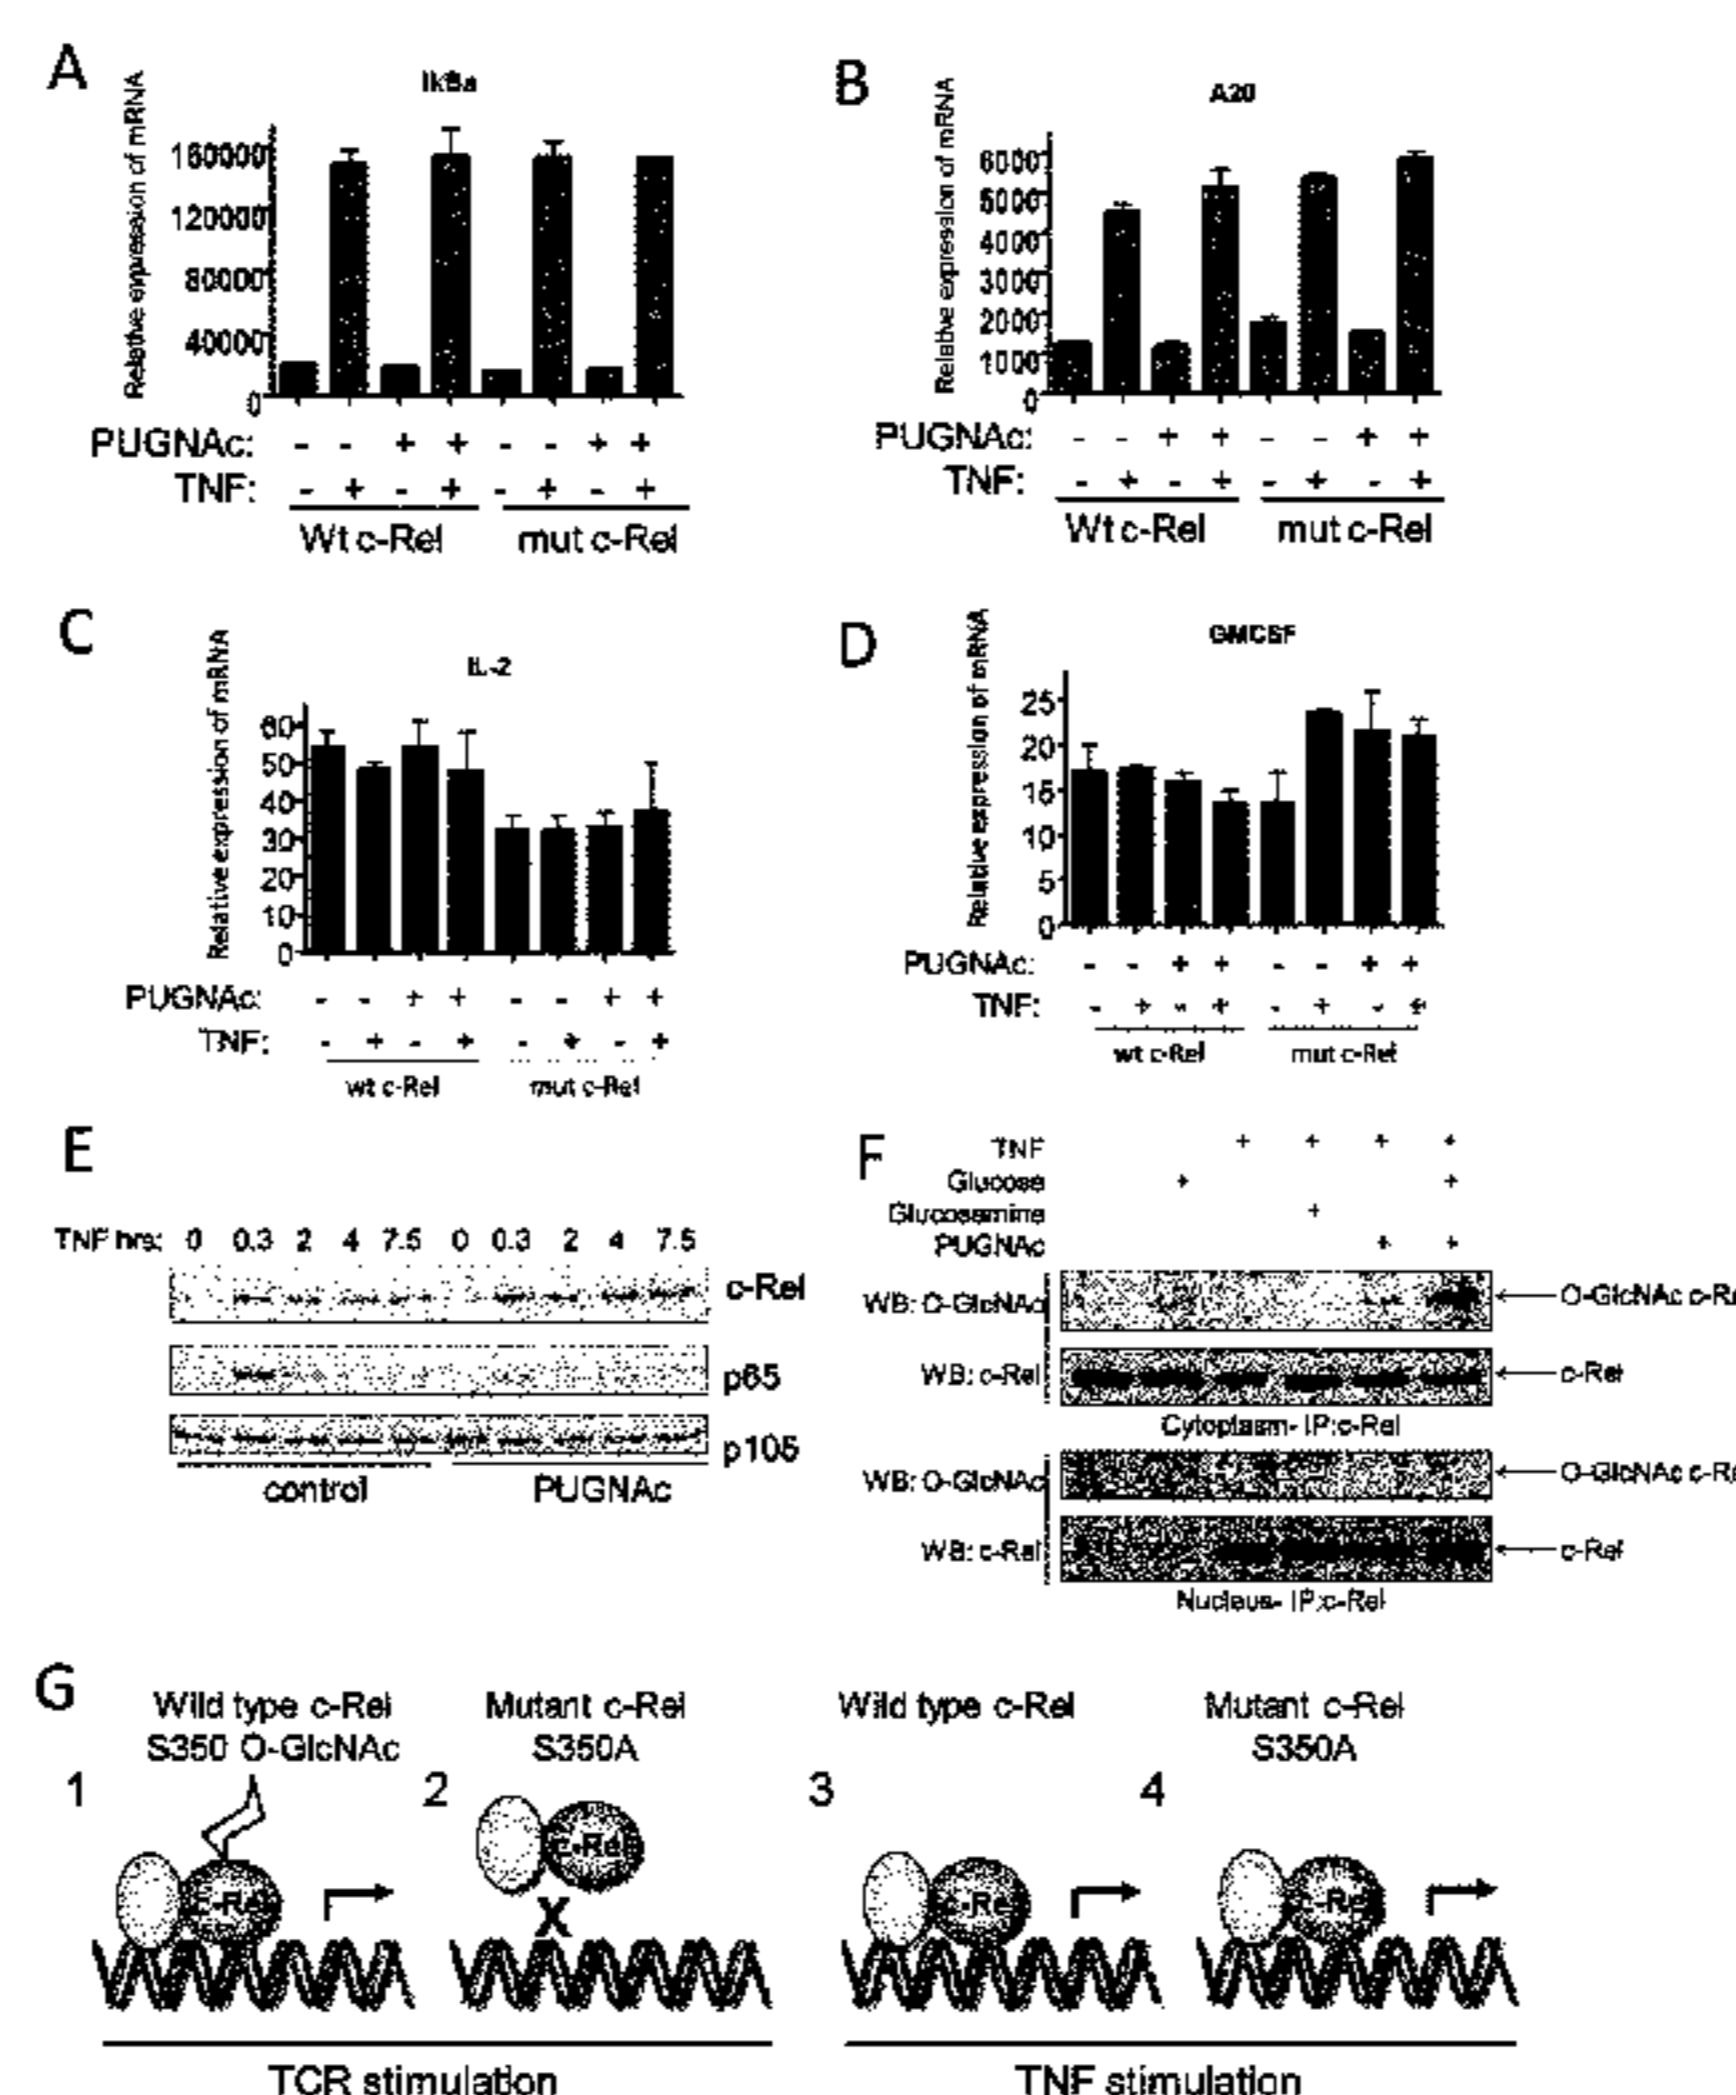 A
IkBa
Relative expression of mRNA
160000
120000
80000
40000
0
PUGNAc: - - + + - - + +
TNF: - + - + - + - +
Wt c-Rel mut c-Rel
B
A20
Relative expression of mRNA
6000
5000
4000
3000
2000
1000
0
PUGNAc: - - + + - - + +
TNF: - + - + - + - +
Wt c-Rel mut c-Rel
C
IL-2
Relative expression of mRNA
60
50
40
30
20
10
0
PUGNAc: - - + + - - + +
TNF: - + - + - + - +
wt c-Rel mut c-Rel
D
GMCSF
Relative expression of mRNA
25
20
15
10
5
0
PUGNAc: - - + + - - + +
TNF: - + - + - + - +
wt c-Rel mut c-Rel
E
TNF hrs: 0 0.3 2 4 7.5 0 0.3 2 4 7.5
c-Rel
p65
p105
control PUGNAc
F
TNF + + + +
Glucose + +
Glucosamine +
PUGNAc + +
WB: O-GlcNAc O-GlcNAc c-Re
WB: c-Rel c-Rel
Cytoplasm- IP:c-Rel
WB: O-GlcNAc O-GlcNAc c-Re
WB: c-Rel c-Rel
Nucleus- IP:c-Rel
G
Wild type c-Rel Mutant c-Rel Wild type c-Rel Mutant c-Rel
S350 O-GlcNAc S350A S350A
1 2 3 4
c-Rel c-Rel c-Rel c-Rel
X
TCR stimulation TNF stimulation